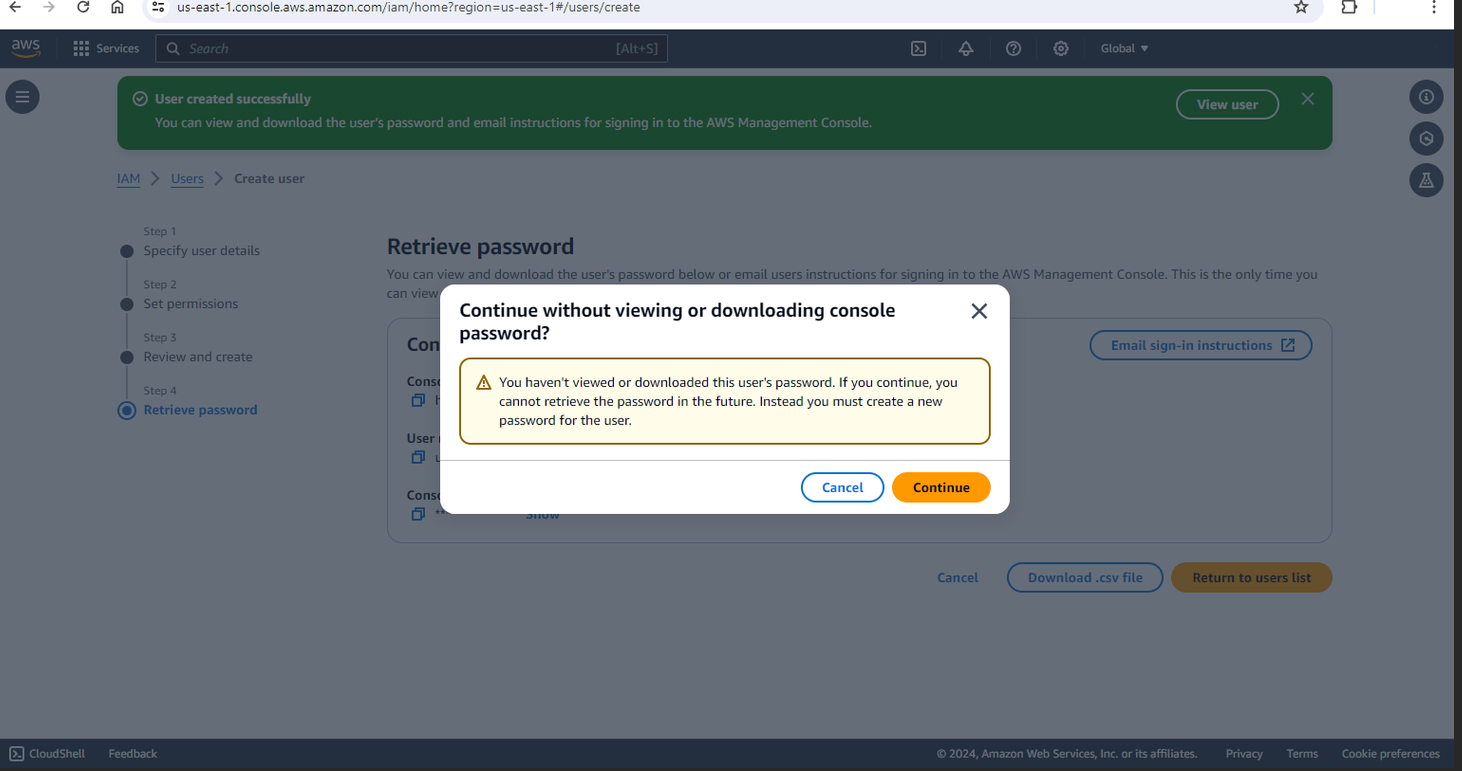 us-east-1.console.aws.amazon.com/iam/home?region=us-east-1#/users/create
aws
Services
Search
[Alt+S]
Global
User created successfully
You can view and download the user's password and email instructions for signing in to the AWS Management Console.
View user
IAM
Users
Create user
Step 1
Specify user details
Step 2
Set permissions
Step 3
Review and create
Step 4
Retrieve password
Retrieve password
You can view and download the user's password below or email users instructions for signing in to the AWS Management Console. This is the only time you
can view
Con
Email sign-in instructions
Conso
User
Conso
**
Show
Continue without viewing or downloading console
password?
You haven't viewed or downloaded this user's password. If you continue, you
cannot retrieve the password in the future. Instead you must create a new
password for the user.
Cancel
Continue
Cancel
Download .csv file
Return to users list
CloudShell
Feedback
© 2024, Amazon Web Services, Inc. or its affiliates.
Privacy
Terms
Cookie preferences